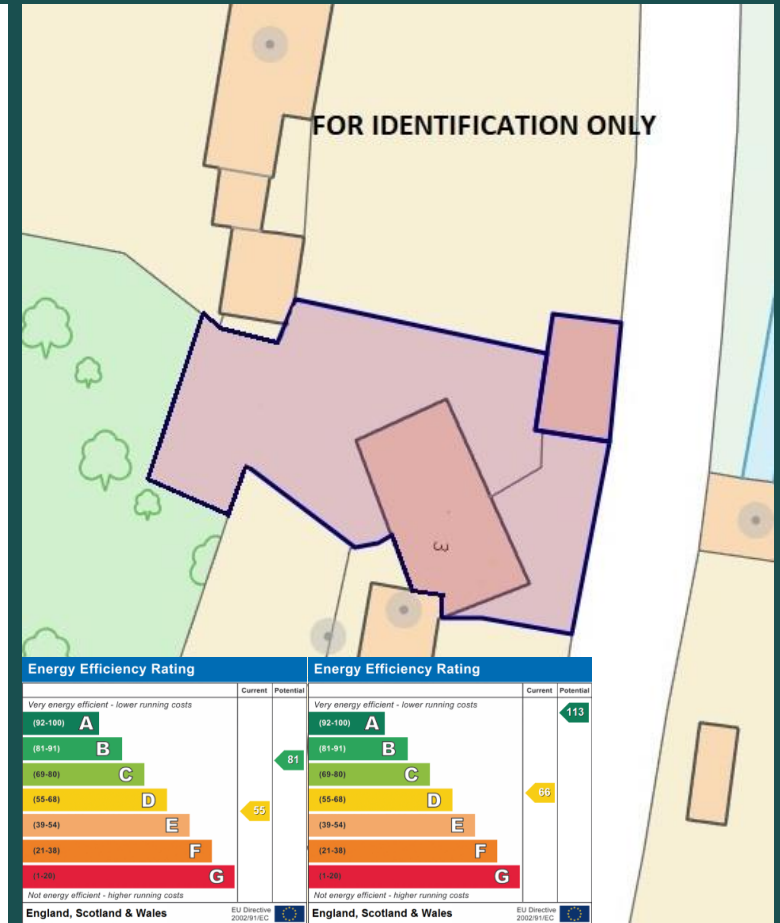 FOR IDENTIFICATION ONLY
3
Energy Efficiency Rating
Current Potential
Very energy efficient - lower running costs
(92-100) A
(81-91) B
81
(69-80) C
(55-68) D
55
(39-54) E
(21-38) F
(1-20) G
Not energy efficient - higher running costs
England, Scotland & Wales
EU Directive
2002/91/EC
Energy Efficiency Rating
Current Potential
Very energy efficient - lower running costs
113
(92-100) A
(81-91) B
(69-80) C
66
(55-68) D
(39-54) E
(21-38) F
(1-20) G
Not energy efficient - higher running costs
England, Scotland & Wales
EU Directive
2002/91/EC